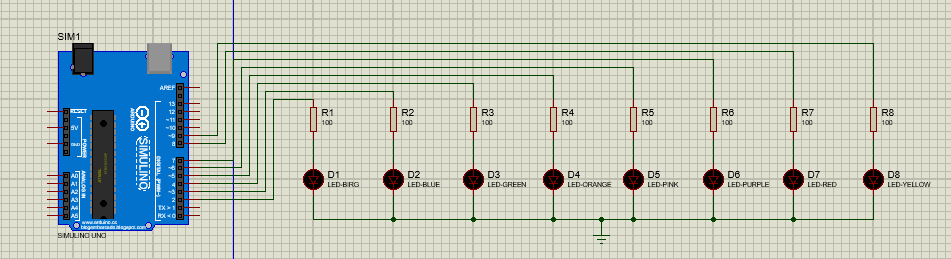 SIM1
AREF
RESET
5V
GND
POWER
A0
A1
A2
A3
A4
A5
ANALOG IN
ARDUINO
SIMULINO
13
12
~11
~10
~9
8
7
~6
~5
4
~3
2
TX > 1
RX < 0
DIGITAL (PWM~)
www.arduino.cc
blogembarcado.blogspot.com
SIMULINO UNO
R1
100
R2
100
R3
100
R4
100
R5
100
R6
100
R7
100
R8
100
D1
LED-BIRG
D2
LED-BLUE
D3
LED-GREEN
D4
LED-ORANGE
D5
LED-PINK
D6
LED-PURPLE
D7
LED-RED
D8
LED-YELLOW